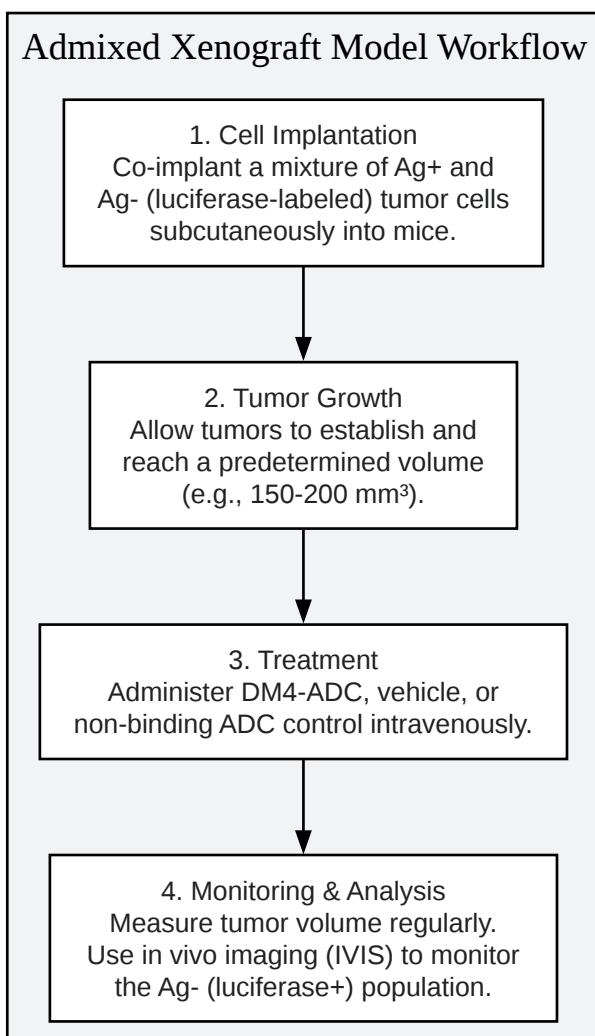 Admixed Xenograft Model Workflow
1. Cell Implantation
Co-implant a mixture of Ag+ and
Ag- (luciferase-labeled) tumor cells
subcutaneously into mice.
2. Tumor Growth
Allow tumors to establish and
reach a predetermined volume
(e.g., 150-200 mm³).
3. Treatment
Administer DM4-ADC, vehicle, or
non-binding ADC control intravenously.
4. Monitoring & Analysis
Measure tumor volume regularly.
Use in vivo imaging (IVIS) to monitor
the Ag- (luciferase+) population.